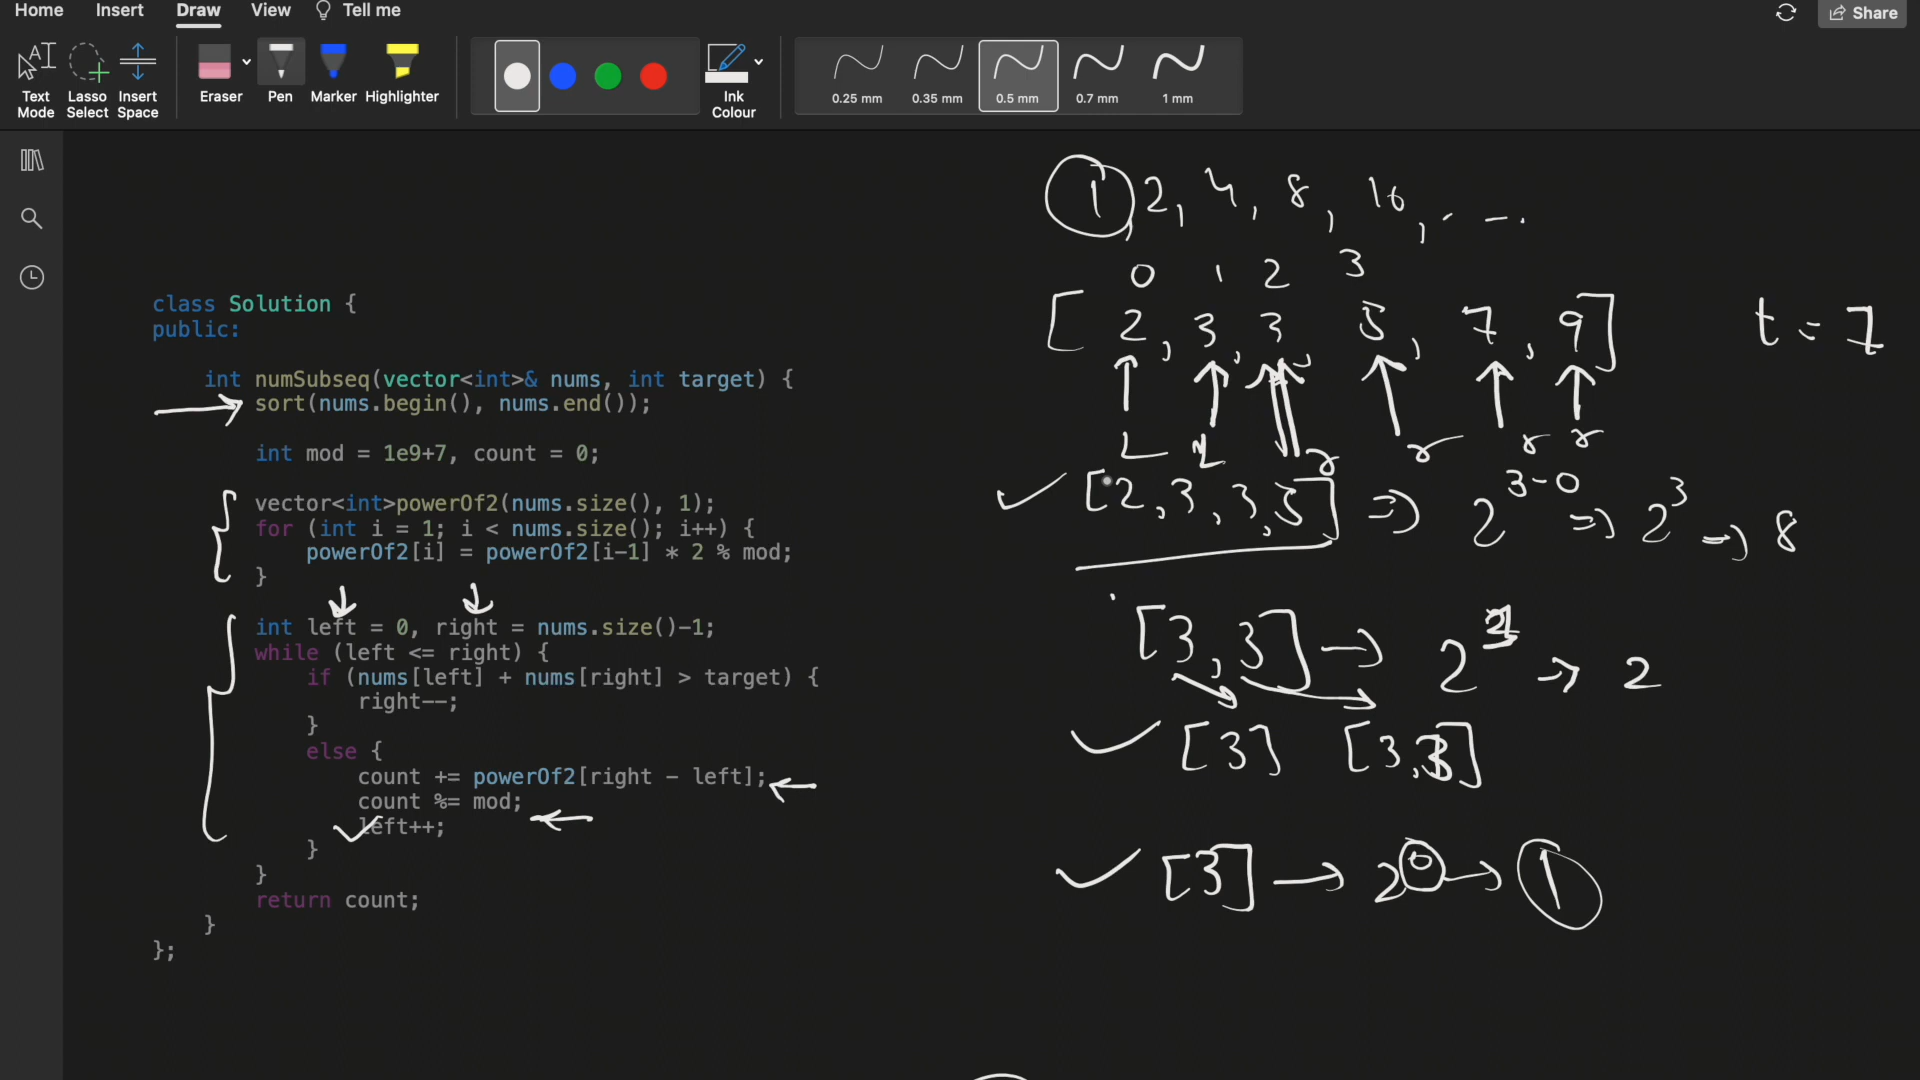 Home Insert Draw View Tell me Share
Text Mode Lasso Select Insert Space Eraser Pen Marker Highlighter Ink Colour 0.25 mm 0.35 mm 0.5 mm 0.7 mm 1 mm
class Solution {
public:
int numSubseq(vector<int>& nums, int target) {
sort(nums.begin(), nums.end());
int mod = 1e9+7, count = 0;
vector<int>powerOf2(nums.size(), 1);
for (int i = 1; i < nums.size(); i++) {
powerOf2[i] = powerOf2[i-1] * 2 % mod;
}
int left = 0, right = nums.size()-1;
while (left <= right) {
if (nums[left] + nums[right] > target) {
right--;
}
else {
count += powerOf2[right - left];
count %= mod;
left++;
}
}
return count;
}
};
1, 2, 4, 8, 16, . – .
0 1 2 3
[2, 3, 3, 5, 7, 9] t = 7
L r r r r
[2, 3, 3, 5] => 2^3-0 => 2^3 => 8
[3, 3] → 2 → 2
[3] [3,3]
[3] → 2^0 → 1